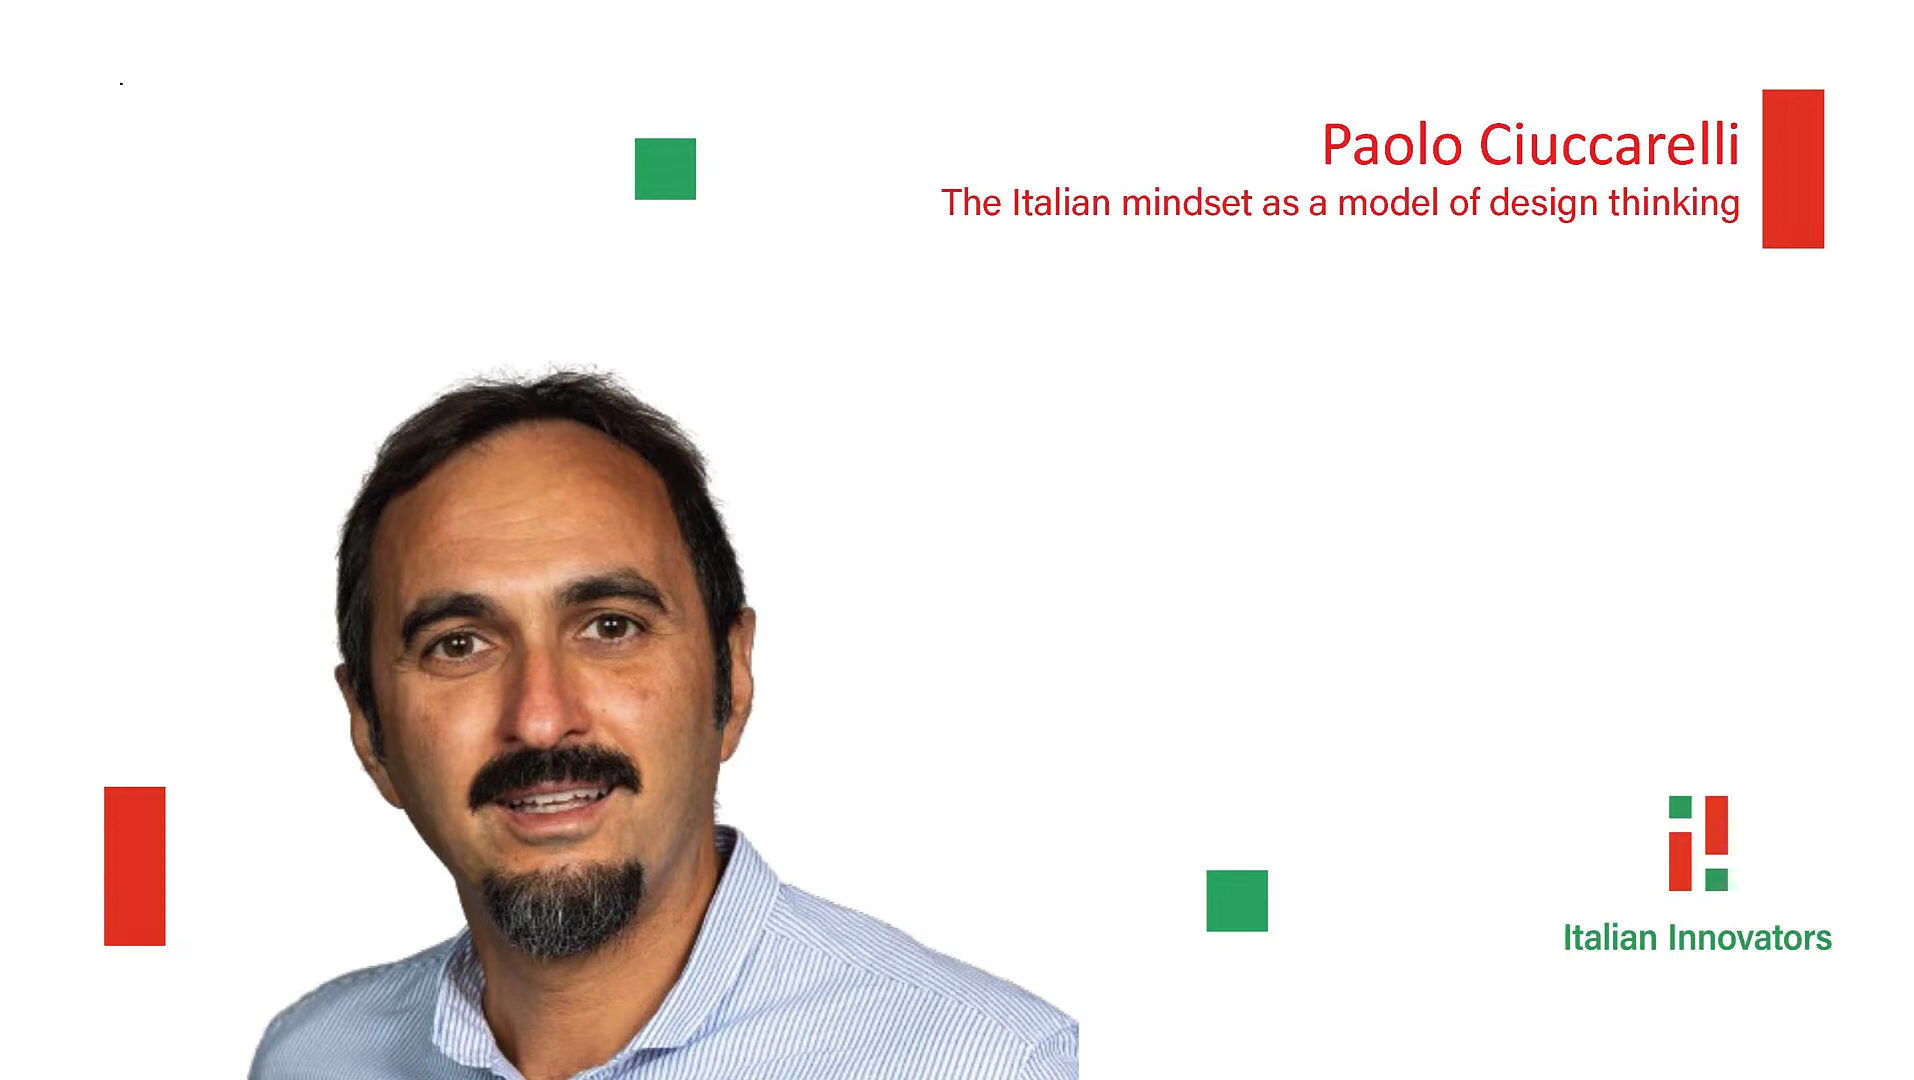 Paolo Ciuccarelli
The Italian mindset as a model of design thinking
Italian Innovators